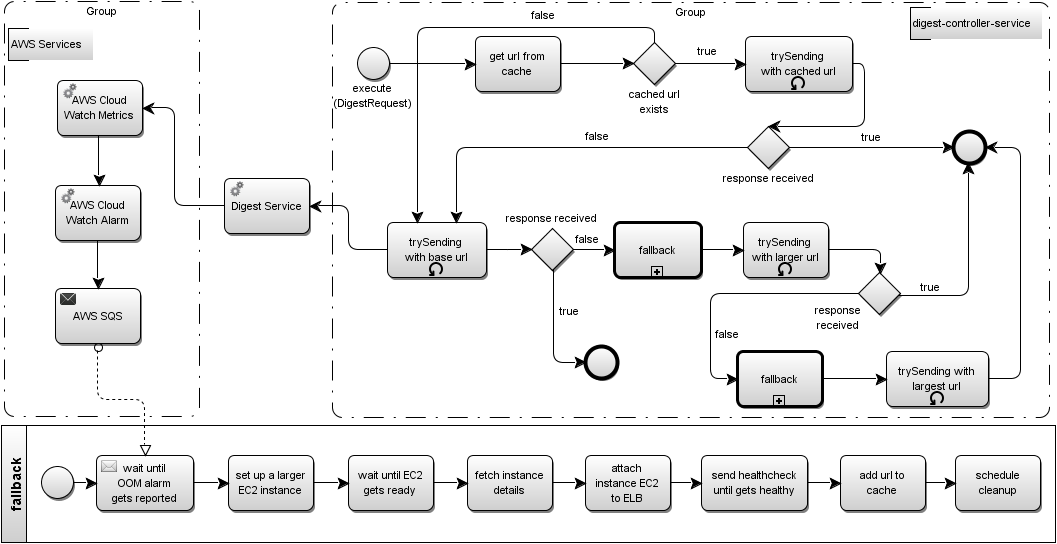 Group
AWS Services
AWS Cloud
Watch Metrics
AWS Cloud
Watch Alarm
AWS SQS
Digest Service
Group
digest-controller-service
false
execute
(DigestRequest)
get url from
cache
cached url
exists
true
trySending
with cached url
false
response received
true
trySending
with base url
response received
false
true
fallback
trySending
with larger url
response
received
true
false
fallback
trySending with
largest url
fallback
wait until
OOM alarm
gets reported
set up a larger
EC2 instance
wait until EC2
gets ready
fetch instance
details
attach
instance EC2
to ELB
send healthcheck
until gets healthy
add url to
cache
schedule
cleanup